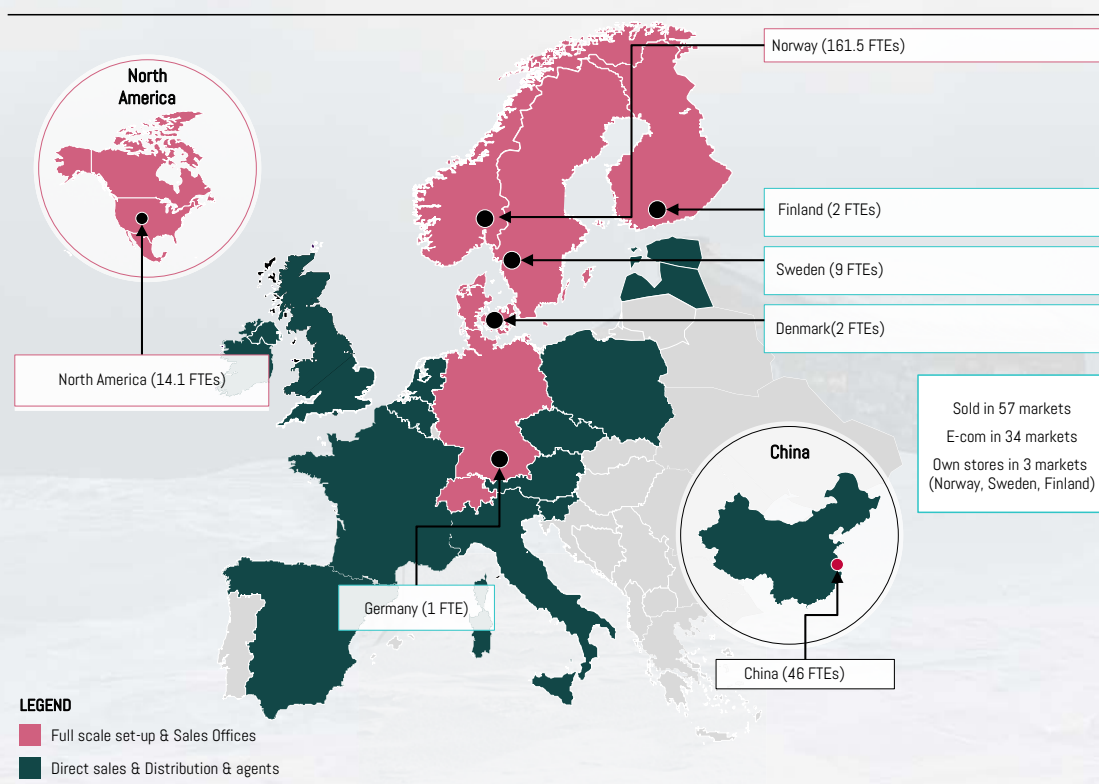 Norway (161.5 FTEs)
North
America
Finland (2 FTEs)
Sweden (9 FTEs)
Denmark(2 FTEs)
North America (14.1 FTEs)
Sold in 57 markets
E-com in 34 markets
Own stores in 3 markets
(Norway, Sweden, Finland)
China
Germany (1 FTE)
China (46 FTEs)
LEGEND
Full scale set-up & Sales Offices
Direct sales & Distribution & agents